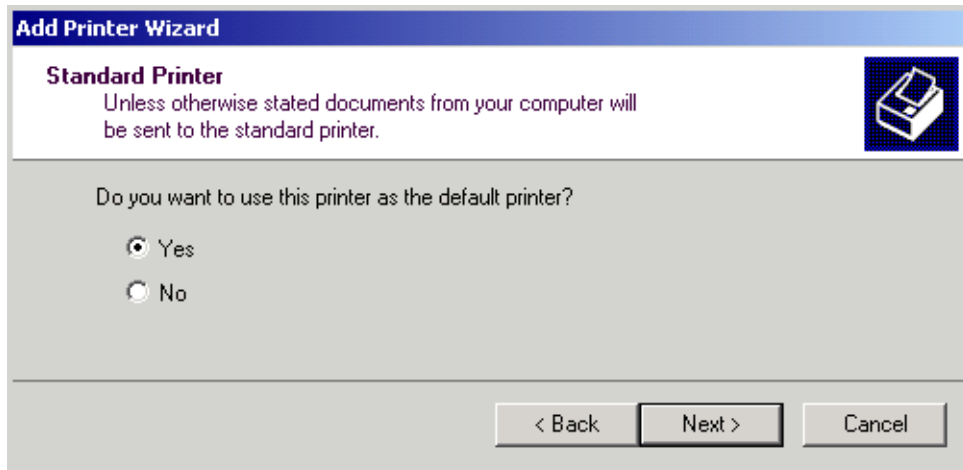 Add Printer Wizard
Standard Printer
Unless otherwise stated documents from your computer will
be sent to the standard printer.
Do you want to use this printer as the default printer?
Yes
No
< Back Next > Cancel